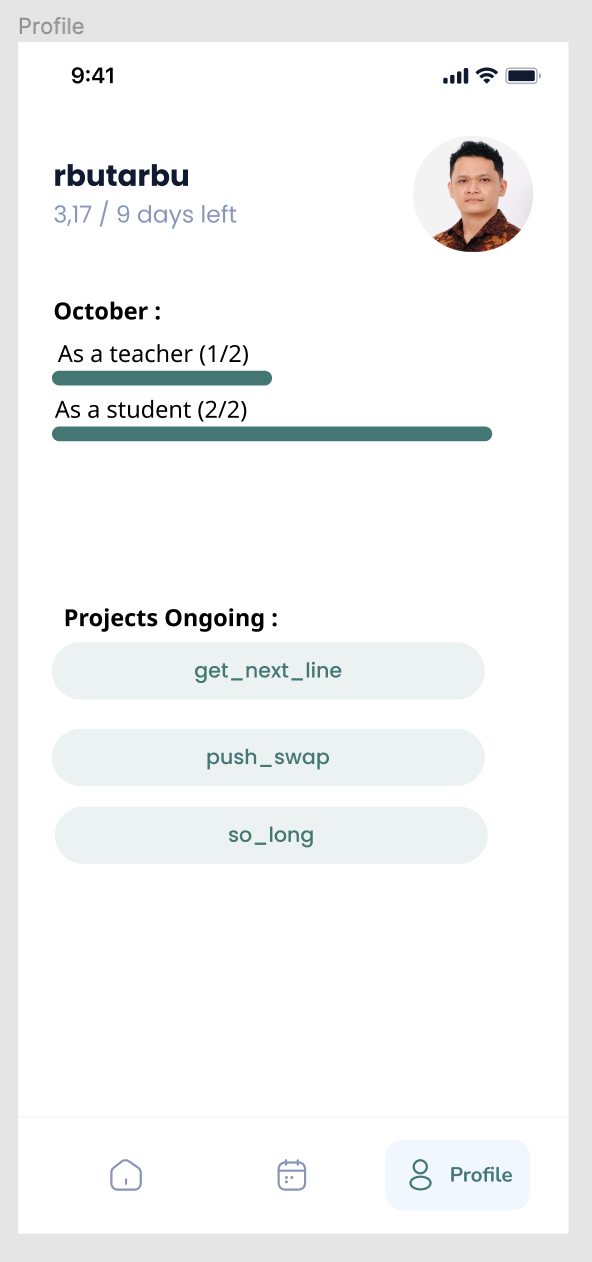 Profile
9:41
rbutarbu
3,17 / 9 days left
October :
As a teacher (1/2)
As a student (2/2)
Projects Ongoing :
get_next_line
push_swap
so_long
Profile